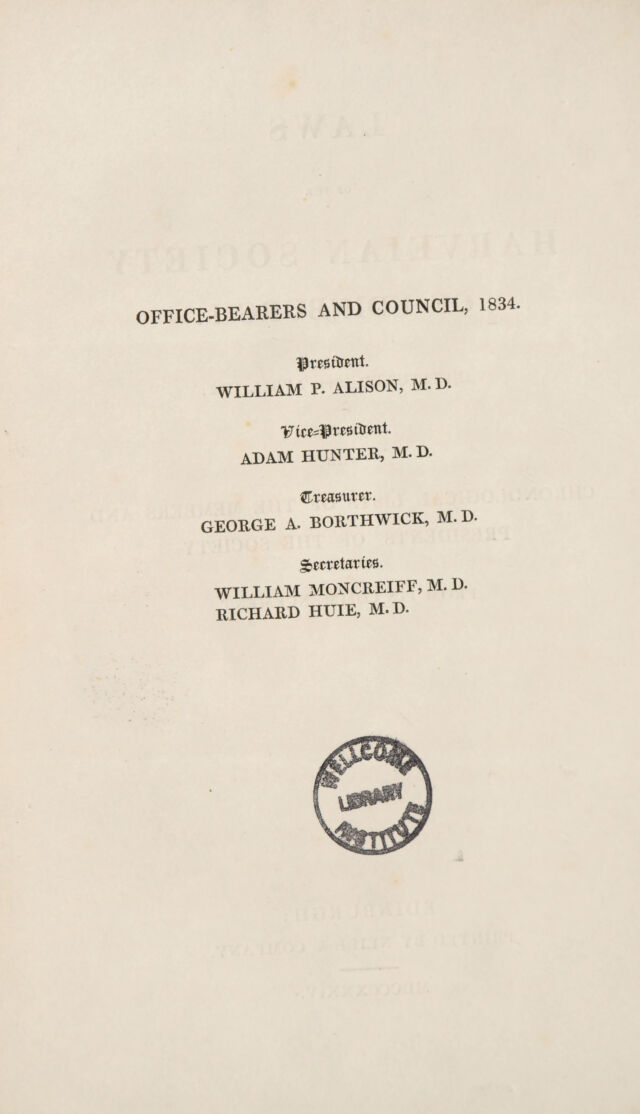 OFFICE-BEARERS AND COUNCIL, 1834.
President.
WILLIAM P. ALISON, M.D.
Vice-President.
ADAM HUNTER, M.D.
Treasurer.
GEORGE A. BORTHWICK, M.D.
Secretaries.
WILLIAM MONCREIFF, M.D.
RICHARD HUIE, M.D.
WELLCOME
LIBRARY
INSTITUTE